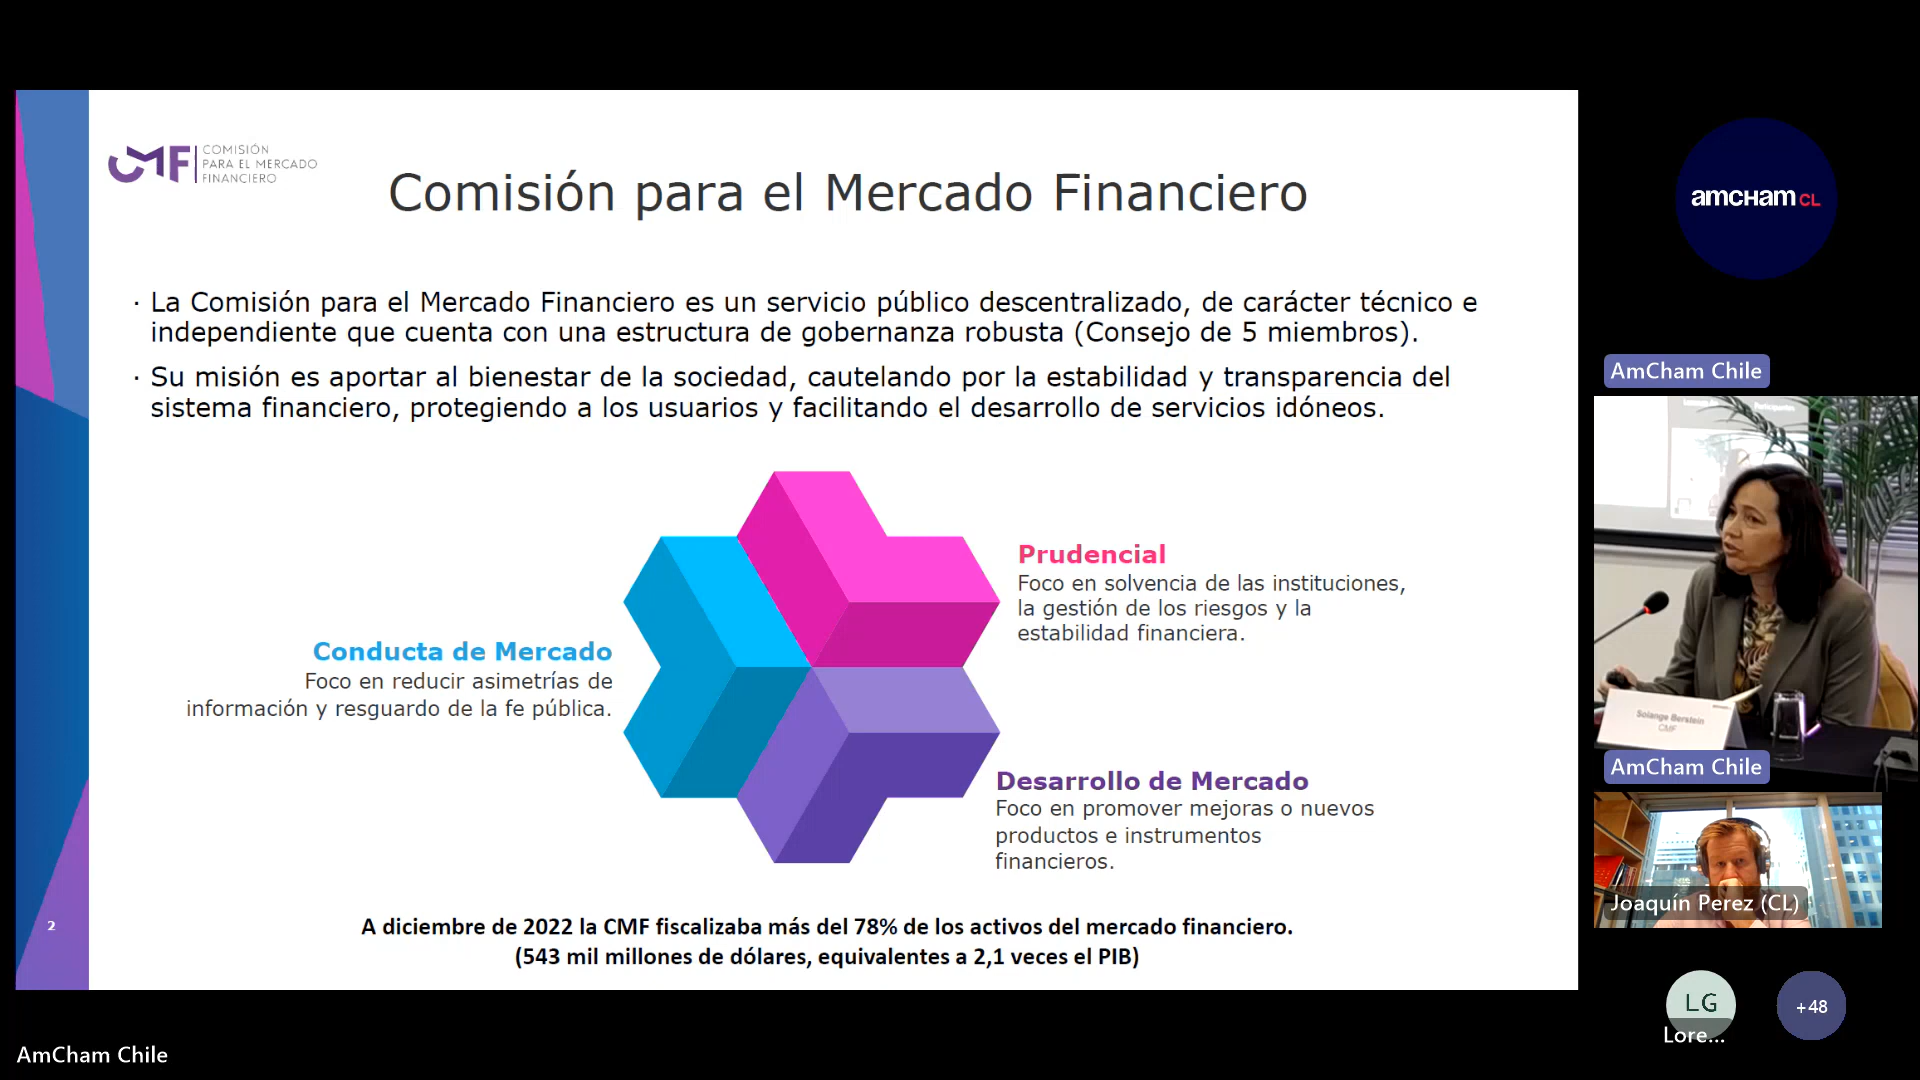 CMF
COMISIÓN
PARA EL MERCADO
FINANCIERO
Comisión para el Mercado Financiero
· La Comisión para el Mercado Financiero es un servicio público descentralizado, de carácter técnico e
independiente que cuenta con una estructura de gobernanza robusta (Consejo de 5 miembros).
· Su misión es aportar al bienestar de la sociedad, cautelando por la estabilidad y transparencia del
sistema financiero, protegiendo a los usuarios y facilitando el desarrollo de servicios idóneos.
Prudencial
Foco en solvencia de las instituciones,
la gestión de los riesgos y la
estabilidad financiera.
Conducta de Mercado
Foco en reducir asimetrías de
información y resguardo de la fe pública.
Desarrollo de Mercado
Foco en promover mejoras o nuevos
productos e instrumentos
financieros.
A diciembre de 2022 la CMF fiscalizaba más del 78% de los activos del mercado financiero.
(543 mil millones de dólares, equivalentes a 2,1 veces el PIB)
2
amcham CL
AmCham Chile
Solange Berstein
CMF
AmCham Chile
Joaquín Perez (CL)
LG
Lore...
+48
AmCham Chile